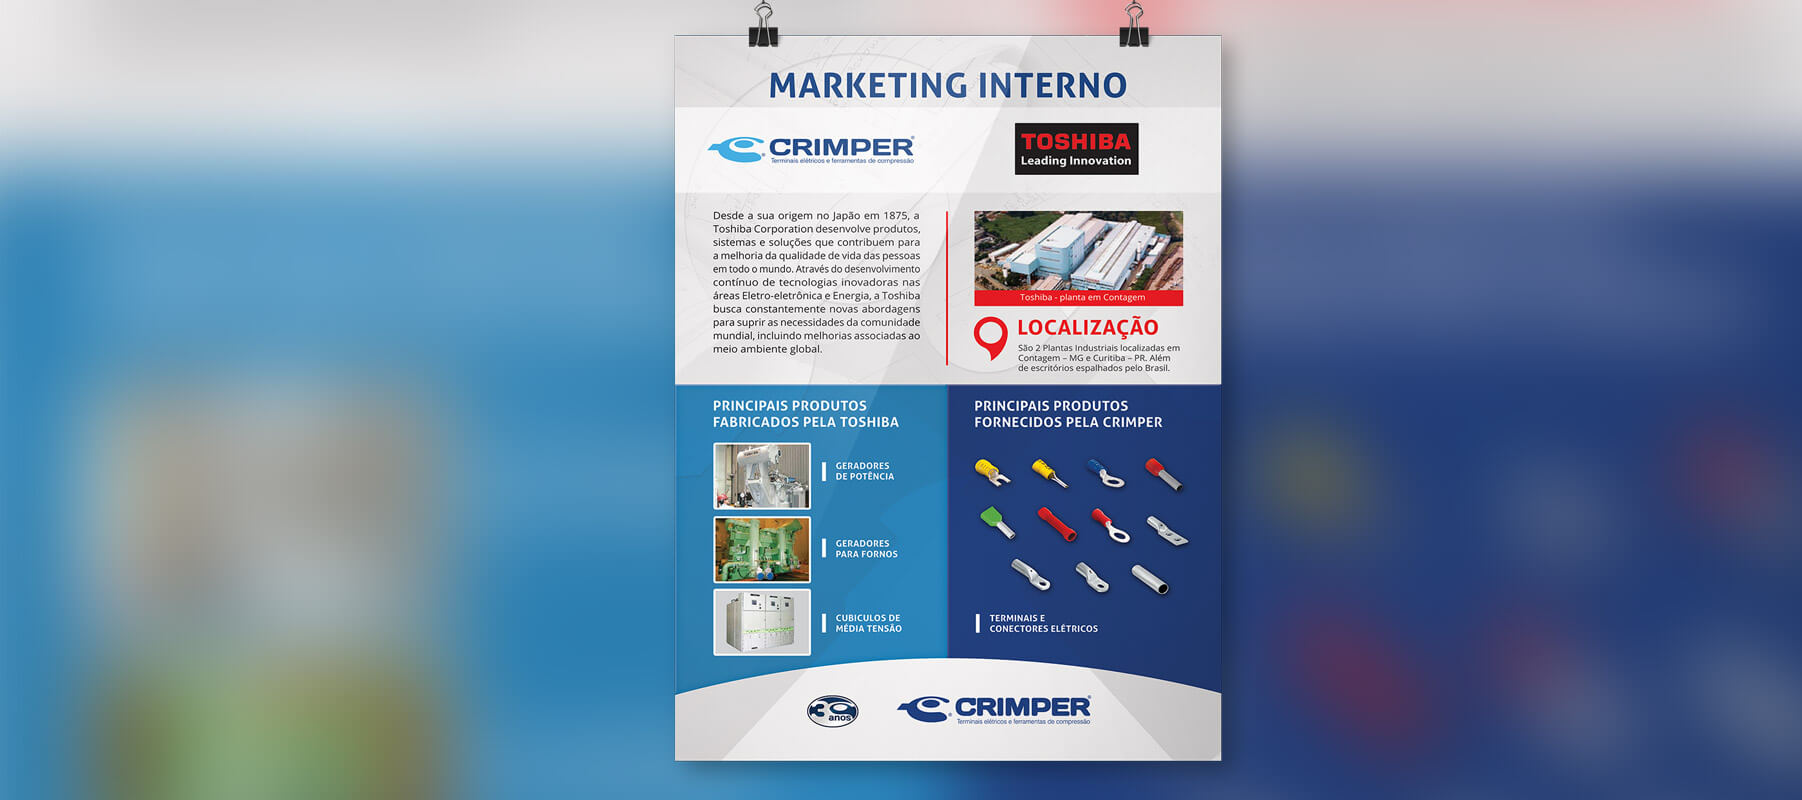 MARKETING INTERNO
CRIMPER®
Terminais elétricos e ferramentas de compressão
TOSHIBA
Leading Innovation
Desde a sua origem no Japão em 1875, a
Toshiba Corporation desenvolve produtos,
sistemas e soluções que contribuem para
a melhoria da qualidade de vida das pessoas
em todo o mundo. Através do desenvolvimento
contínuo de tecnologias inovadoras nas
áreas Eletro-eletrônica e Energia, a Toshiba
busca constantemente novas abordagens
para suprir as necessidades da comunidade
mundial, incluindo melhorias associadas ao
meio ambiente global.
Toshiba - planta em Contagem
LOCALIZAÇÃO
São 2 Plantas Industriais localizadas em
Contagem – MG e Curitiba – PR. Além
de escritórios espalhados pelo Brasil.
PRINCIPAIS PRODUTOS
FABRICADOS PELA TOSHIBA
GERADORES
DE POTÊNCIA
GERADORES
PARA FORNOS
CUBICULOS DE
MÉDIA TENSÃO
PRINCIPAIS PRODUTOS
FORNECIDOS PELA CRIMPER
TERMINAIS E
CONECTORES ELÉTRICOS
30
anos
CRIMPER®
Terminais elétricos e ferramentas de compressão